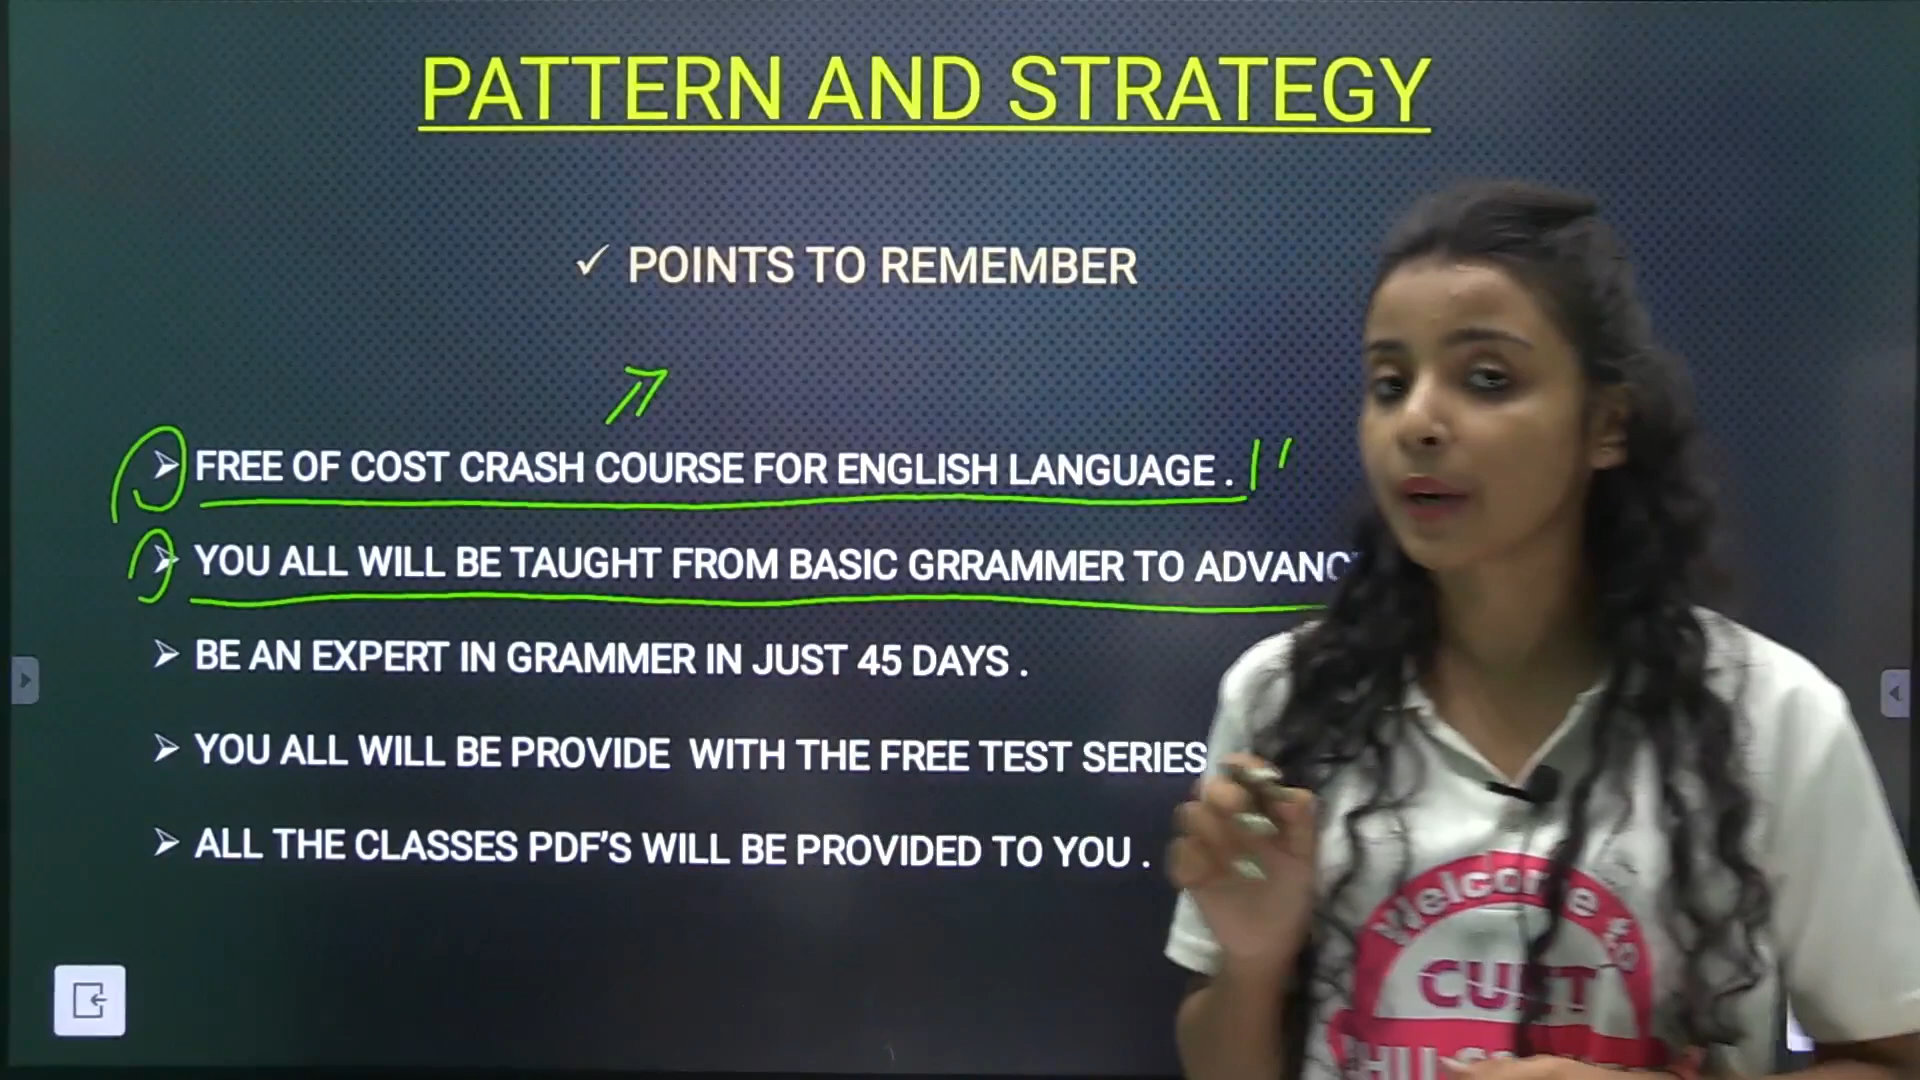 PATTERN AND STRATEGY
✓ POINTS TO REMEMBER
➢ FREE OF COST CRASH COURSE FOR ENGLISH LANGUAGE .
➢ YOU ALL WILL BE TAUGHT FROM BASIC GRRAMMER TO
➢ BE AN EXPERT IN GRAMMER IN JUST 45 DAYS .
➢ YOU ALL WILL BE PROVIDE WITH THE FREE TEST SERIES
➢ ALL THE CLASSES PDF’S WILL BE PROVIDED TO YOU .
Welcome to
CUET